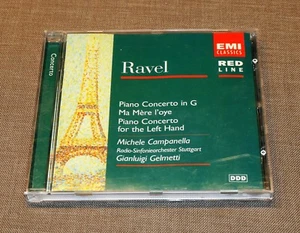 Concerto
Ravel
EMI
CLASSICS
RED
LINE
Piano Concerto in G
Ma Mère l'oye
Piano Concerto
for the Left Hand
Michele Campanella
Radio-Sinfonieorchester Stuttgart
Gianluigi Gelmetti
DDD